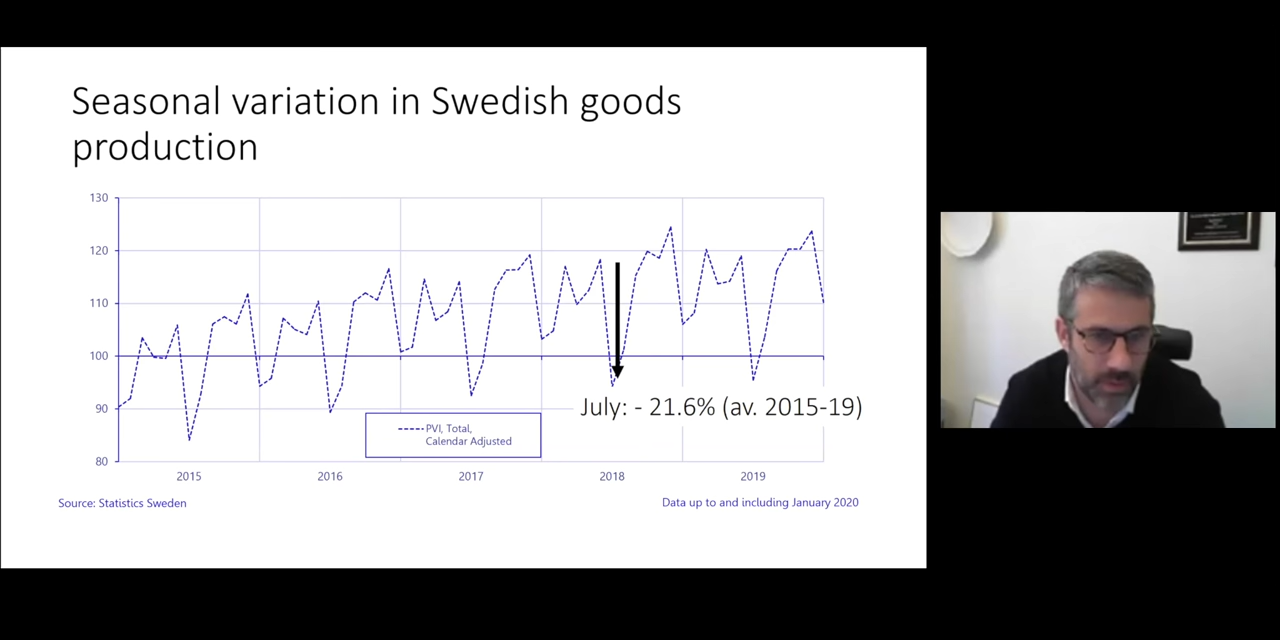 Seasonal variation in Swedish goods
production
130
120
110
100
90
80
July: - 21.6% (av. 2015-19)
PVI, Total,
Calendar Adjusted
2015 2016 2017 2018 2019
Source: Statistics Sweden
Data up to and including January 2020